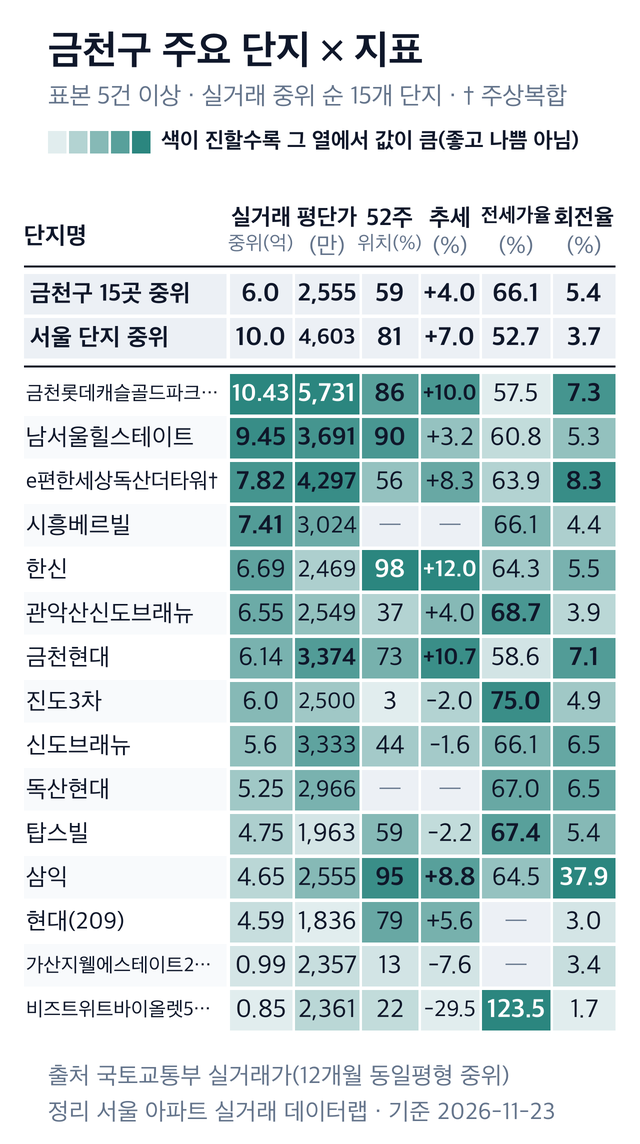 금천구 주요 단지 × 지표
표본 5건 이상 · 실거래 중위 순 15개 단지 · † 주상복합
색이 진할수록 그 열에서 값이 큼(좋고 나쁨 아님)
단지명 실거래 중위(억) 평단가 (만) 52주 위치(%) 추세 (%) 전세가율 (%) 회전율 (%)
금천구 15곳 중위 6.0 2,555 59 +4.0 66.1 5.4
서울 단지 중위 10.0 4,603 81 +7.0 52.7 3.7
금천롯데캐슬골드파크… 10.43 5,731 86 +10.0 57.5 7.3
남서울힐스테이트 9.45 3,691 90 +3.2 60.8 5.3
e편한세상독산더타워† 7.82 4,297 56 +8.3 63.9 8.3
시흥베르빌 7.41 3,024 — — 66.1 4.4
한신 6.69 2,469 98 +12.0 64.3 5.5
관악산신도브래뉴 6.55 2,549 37 +4.0 68.7 3.9
금천현대 6.14 3,374 73 +10.7 58.6 7.1
진도3차 6.0 2,500 3 −2.0 75.0 4.9
신도브래뉴 5.6 3,333 44 −1.6 66.1 6.5
독산현대 5.25 2,966 — — 67.0 6.5
탑스빌 4.75 1,963 59 −2.2 67.4 5.4
삼익 4.65 2,555 95 +8.8 64.5 37.9
현대(209) 4.59 1,836 79 +5.6 — 3.0
가산지웰에스테이트2… 0.99 2,357 13 −7.6 — 3.4
비즈트위트바이올렛5… 0.85 2,361 22 −29.5 123.5 1.7
출처 국토교통부 실거래가(12개월 동일평형 중위)
정리 서울 아파트 실거래 데이터랩 · 기준 2026-11-23